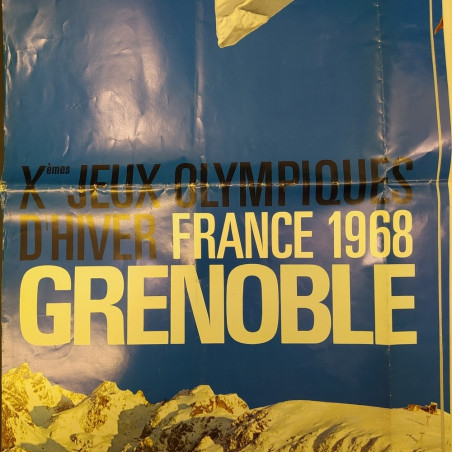 Xèmes JEUX OLYMPIQUES
D'HIVER FRANCE 1968
GRENOBLE